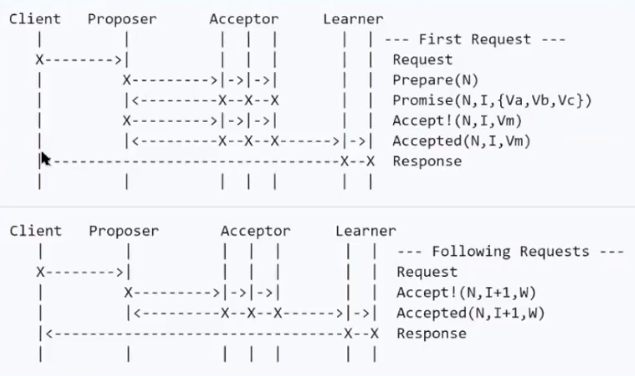 Client   Proposer      Acceptor     Learner
   |         |          |  |  |       |  | --- First Request ---
   X-------->|          |  |  |       |  |  Request
   |         X--------->|->|->|       |  |  Prepare(N)
   |         |<---------X--X--X       |  |  Promise(N,I,{Va,Vb,Vc})
   |         X--------->|->|->|       |  |  Accept!(N,I,Vm)
   |         |<---------X--X--X------>|->|  Accepted(N,I,Vm)
   |<---------------------------------X--X  Response
   |         |          |  |  |       |  |
Client   Proposer       Acceptor     Learner
   |         |          |  |  |       |  |  --- Following Requests ---
   X-------->|          |  |  |       |  |  Request
   |         X--------->|->|->|       |  |  Accept!(N,I+1,W)
   |         |<---------X--X--X------>|->|  Accepted(N,I+1,W)
   |<---------------------------------X--X  Response
   |         |          |  |  |       |  |